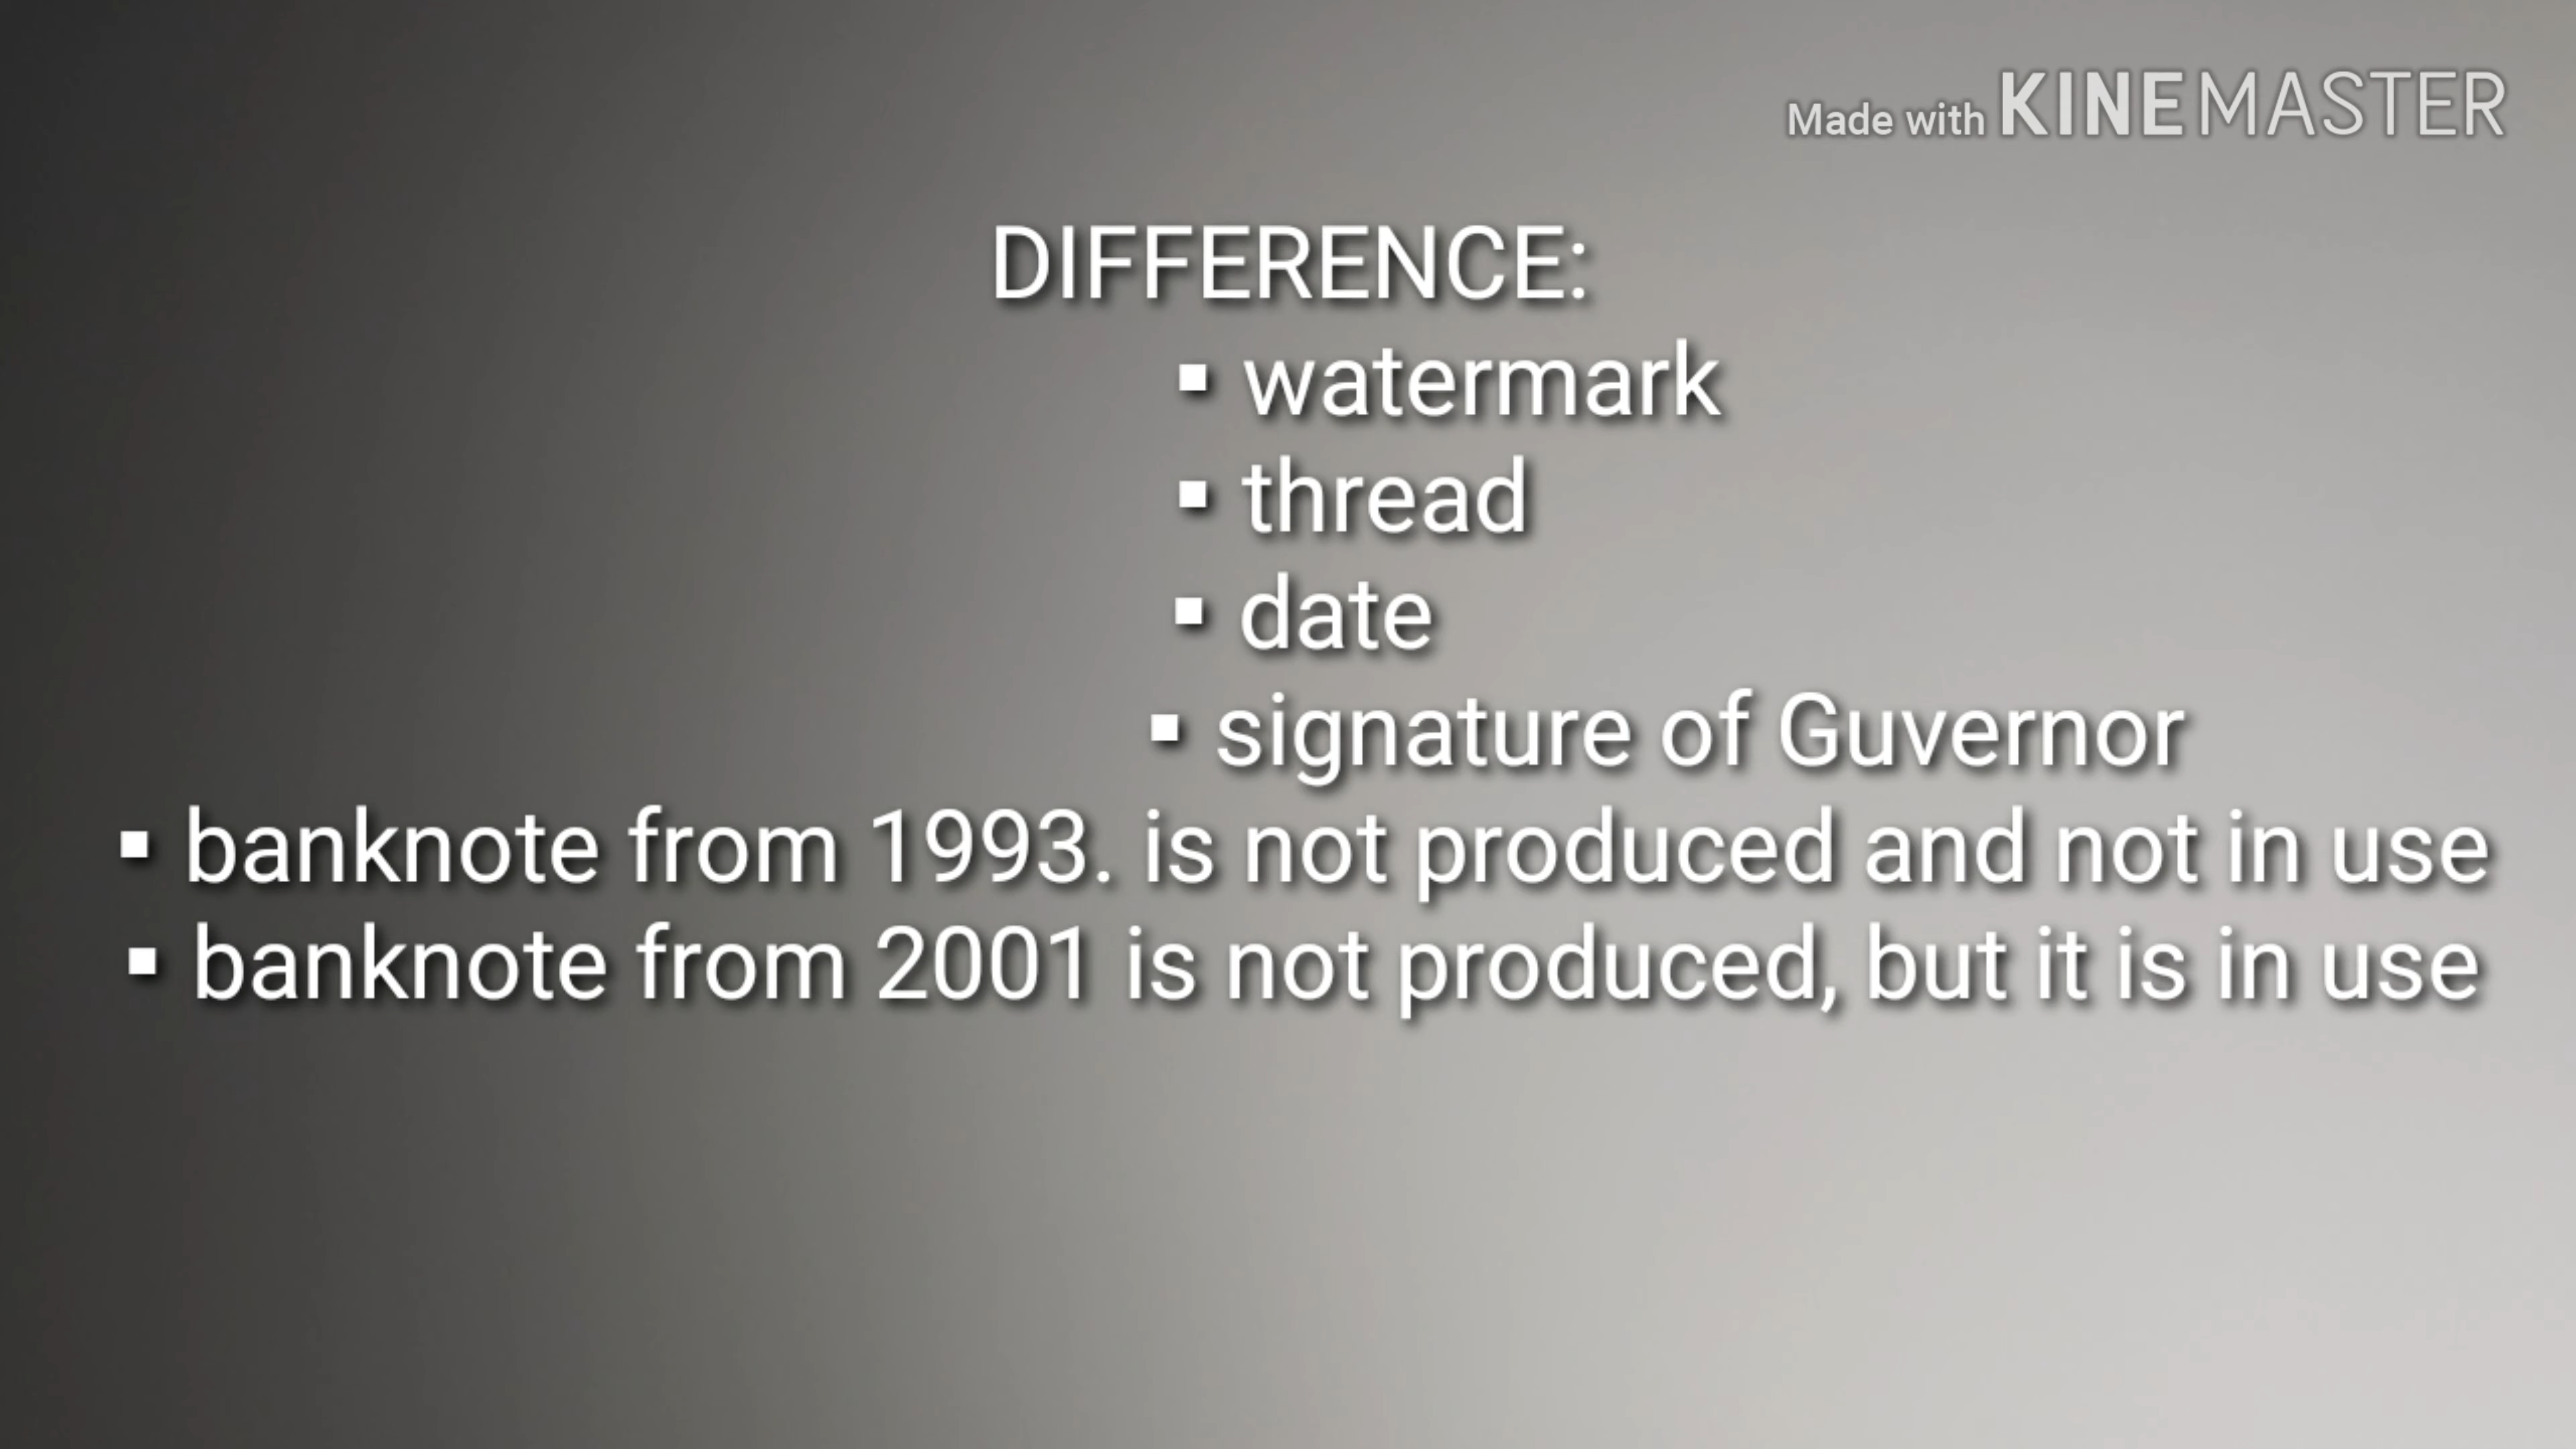 Made with KINEMASTER
DIFFERENCE:
▪ watermark
▪ thread
▪ date
▪ signature of Guvernor
▪ banknote from 1993. is not produced and not in use
▪ banknote from 2001 is not produced, but it is in use